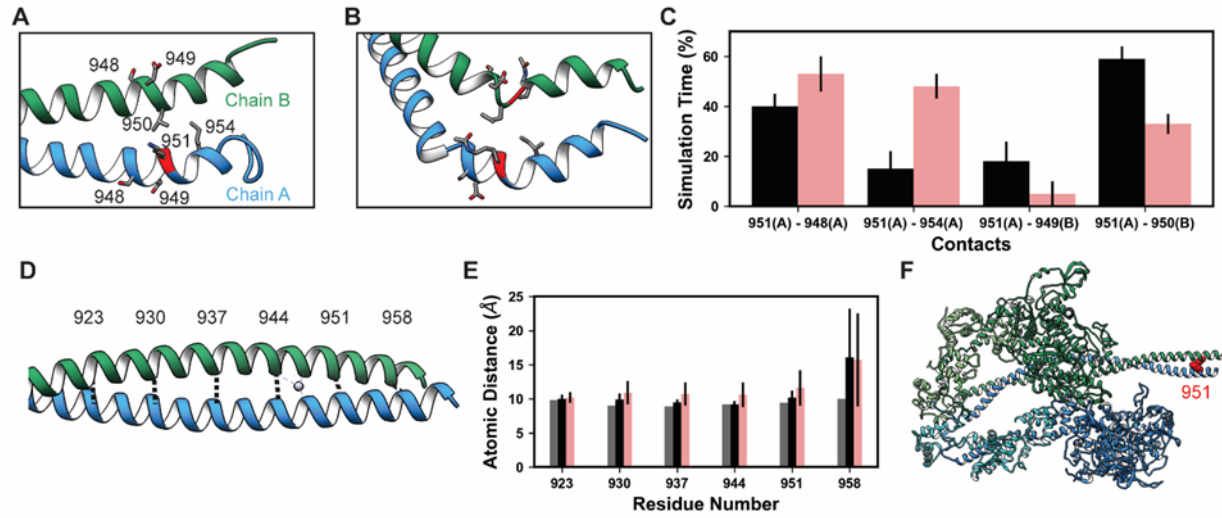 A
948
949
950
Chain B
951
954
948
949
Chain A
B
C
Simulation Time (%)
60
40
20
0
951(A) - 948(A)
951(A) - 954(A)
951(A) - 949(B)
951(A) - 950(B)
Contacts
D
923 930 937 944 951 958
E
Atomic Distance (Å)
25
20
15
10
5
0
923 930 937 944 951 958
Residue Number
F
951